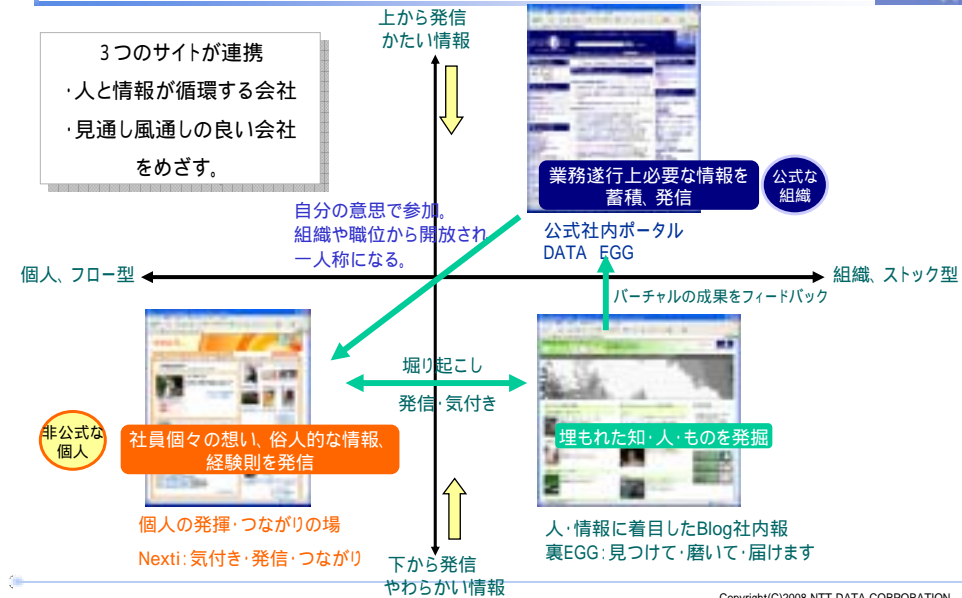 上から発信
かたい情報
3つのサイトが連携
・人と情報が循環する会社
・見通し風通しの良い会社
をめざす。
業務遂行上必要な情報を
蓄積、発信
公式な
組織
自分の意思で参加。
組織や職位から開放され
一人称になる。
公式社内ポータル
DATA EGG
個人、フロー型
組織、ストック型
バーチャルの成果をフィードバック
堀り起こし
発信・気付き
非公式な
個人
社員個々の想い、俗人的な情報、
経験則を発信
埋もれた知・人・ものを発掘
個人の発揮・つながりの場
Nexti:気付き・発信・つながり
人・情報に着目したBlog社内報
裏EGG:見つけて・磨いて・届けます
下から発信
やわらかい情報
Copyright(C)2008 NTT DATA CORPORATION